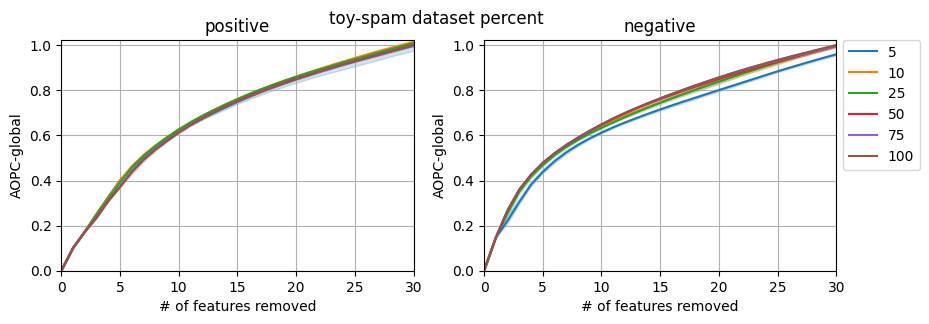 toy-spam dataset percent
positive
1.0
0.8
0.6
0.4
0.2
0.0
AOPC-global
0 5 10 15 20 25 30
# of features removed
negative
1.0
0.8
0.6
0.4
0.2
0.0
AOPC-global
0 5 10 15 20 25 30
# of features removed
5
10
25
50
75
100